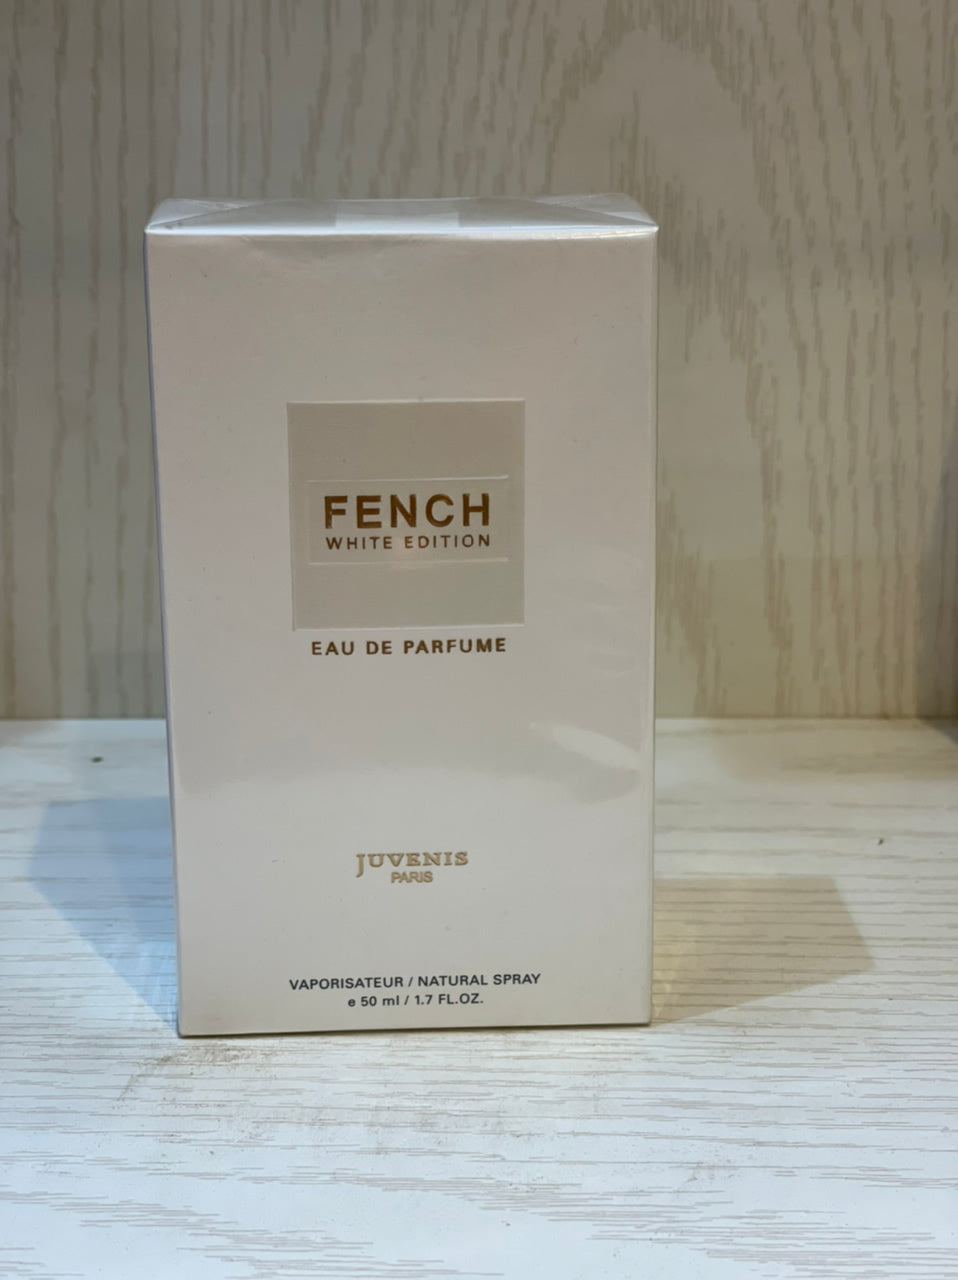 FENCH
WHITE EDITION
EAU DE PARFUME
JUVENIS
PARIS
VAPORISATEUR / NATURAL SPRAY
e 50 ml / 1.7 FL.OZ.